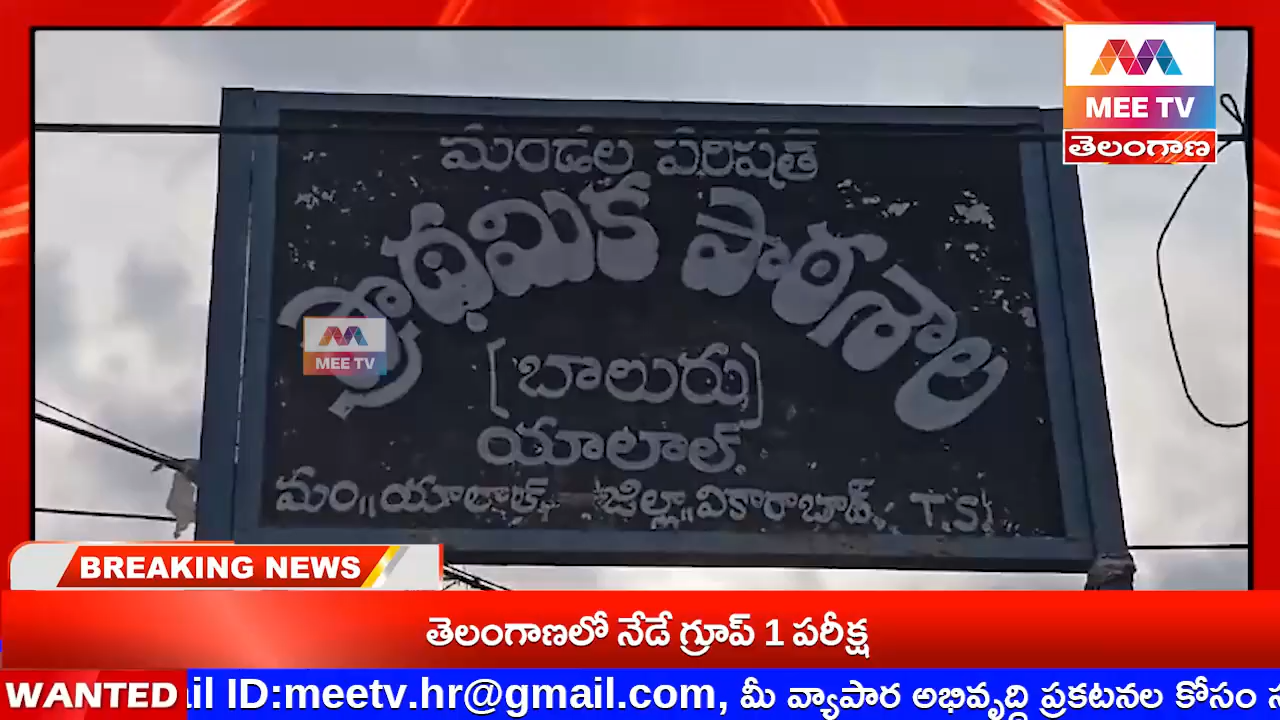 MEE TV
తెలంగాణ
మండల పరిషత్
ప్రాథమిక పాఠశాల
MEE TV
(బాలురు)
యాలాల్.
మం,, యాలాల్, జిల్లా,, వికారాబాద్, T.S.
BREAKING NEWS
తెలంగాణలో నేడే గ్రూప్ 1 పరీక్ష
WANTED
ail ID:meetv.hr@gmail.com, మీ వ్యాపార అభివృద్ది ప్రకటనల కోసం